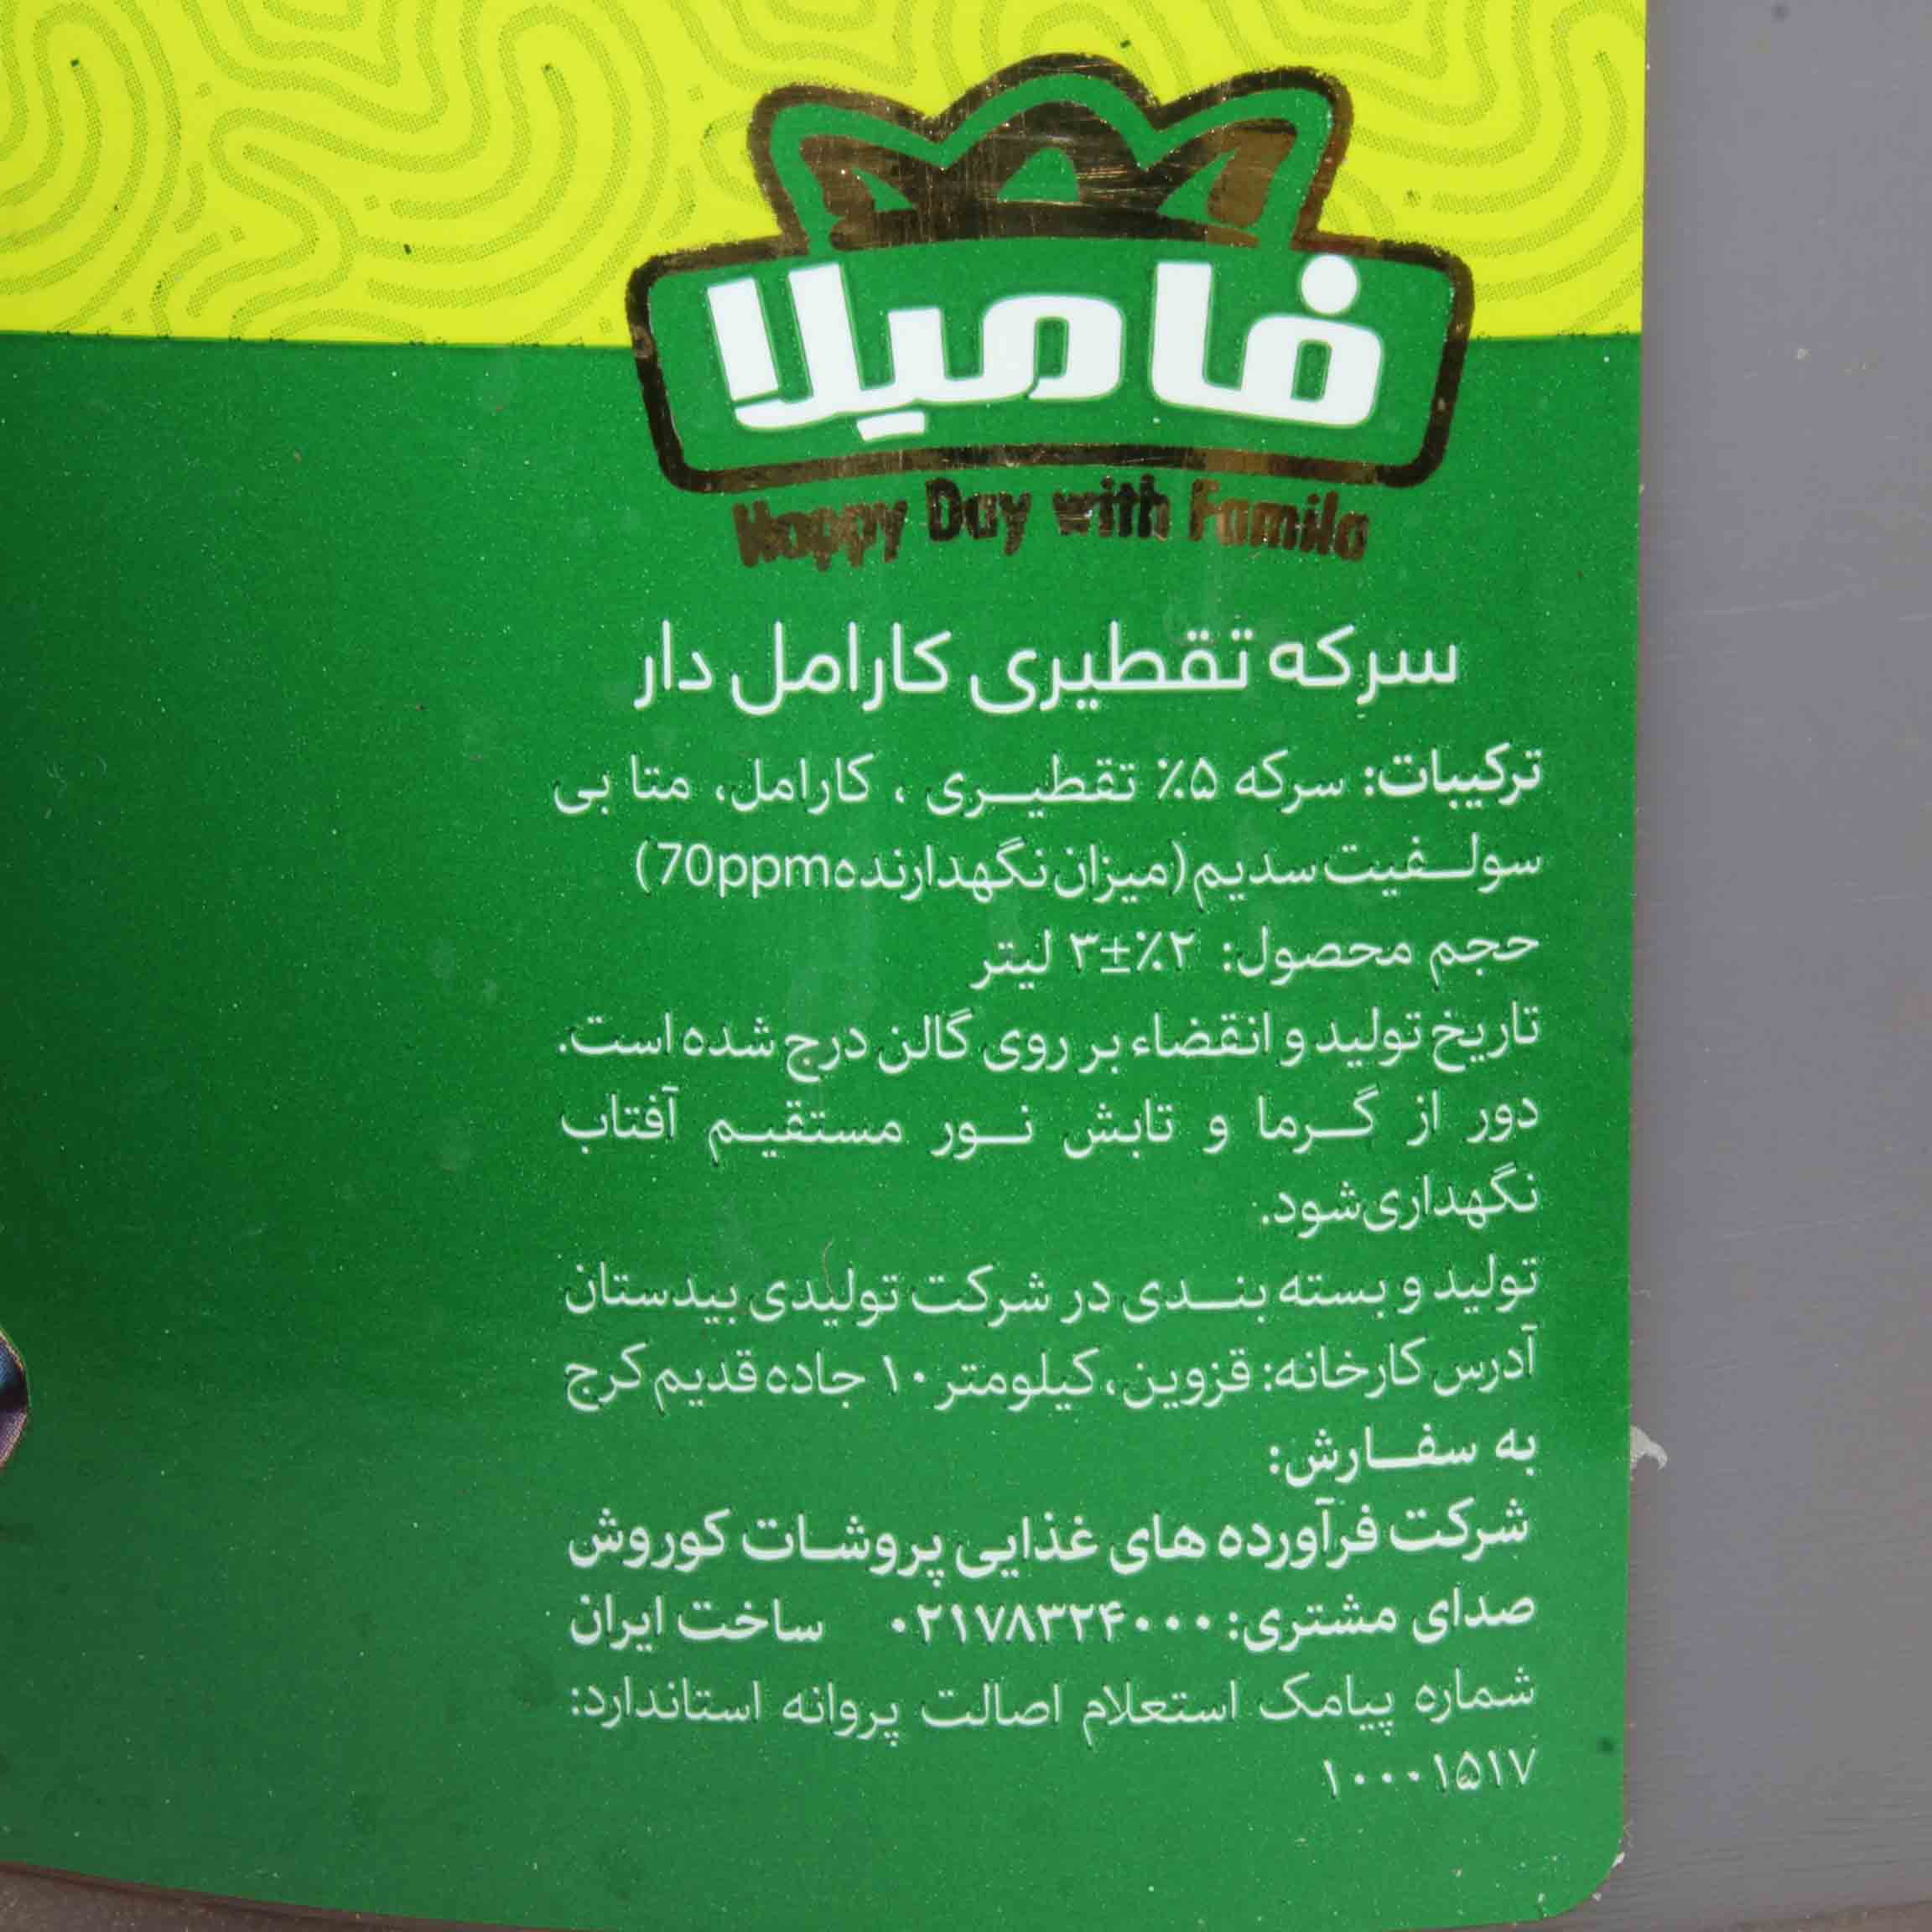 فامیلا
Happy Day with Famila
سرکه تقطیری کارامل دار
ترکیبات: سرکه ۵٪ تقطیری ، کارامل، متا بی
سولفیت سدیم (میزان نگهدارنده 70ppm)
حجم محصول: ۲٪±۳ لیتر
تاریخ تولید و انقضاء بر روی گالن درج شده است.
دور از گرما و تابش نور مستقیم آفتاب
نگهداری شود.
تولید و بسته بندی در شرکت تولیدی بیدستان
آدرس کارخانه: قزوین، کیلومتر ۱۰ جاده قدیم کرج
به سفارش:
شرکت فرآورده های غذایی پروشات کوروش
صدای مشتری: ۰۲۱۷۸۳۲۴۰۰۰ ساخت ایران
شماره پیامک استعلام اصالت پروانه استاندارد:
۱۰۰۰۱۵۱۷